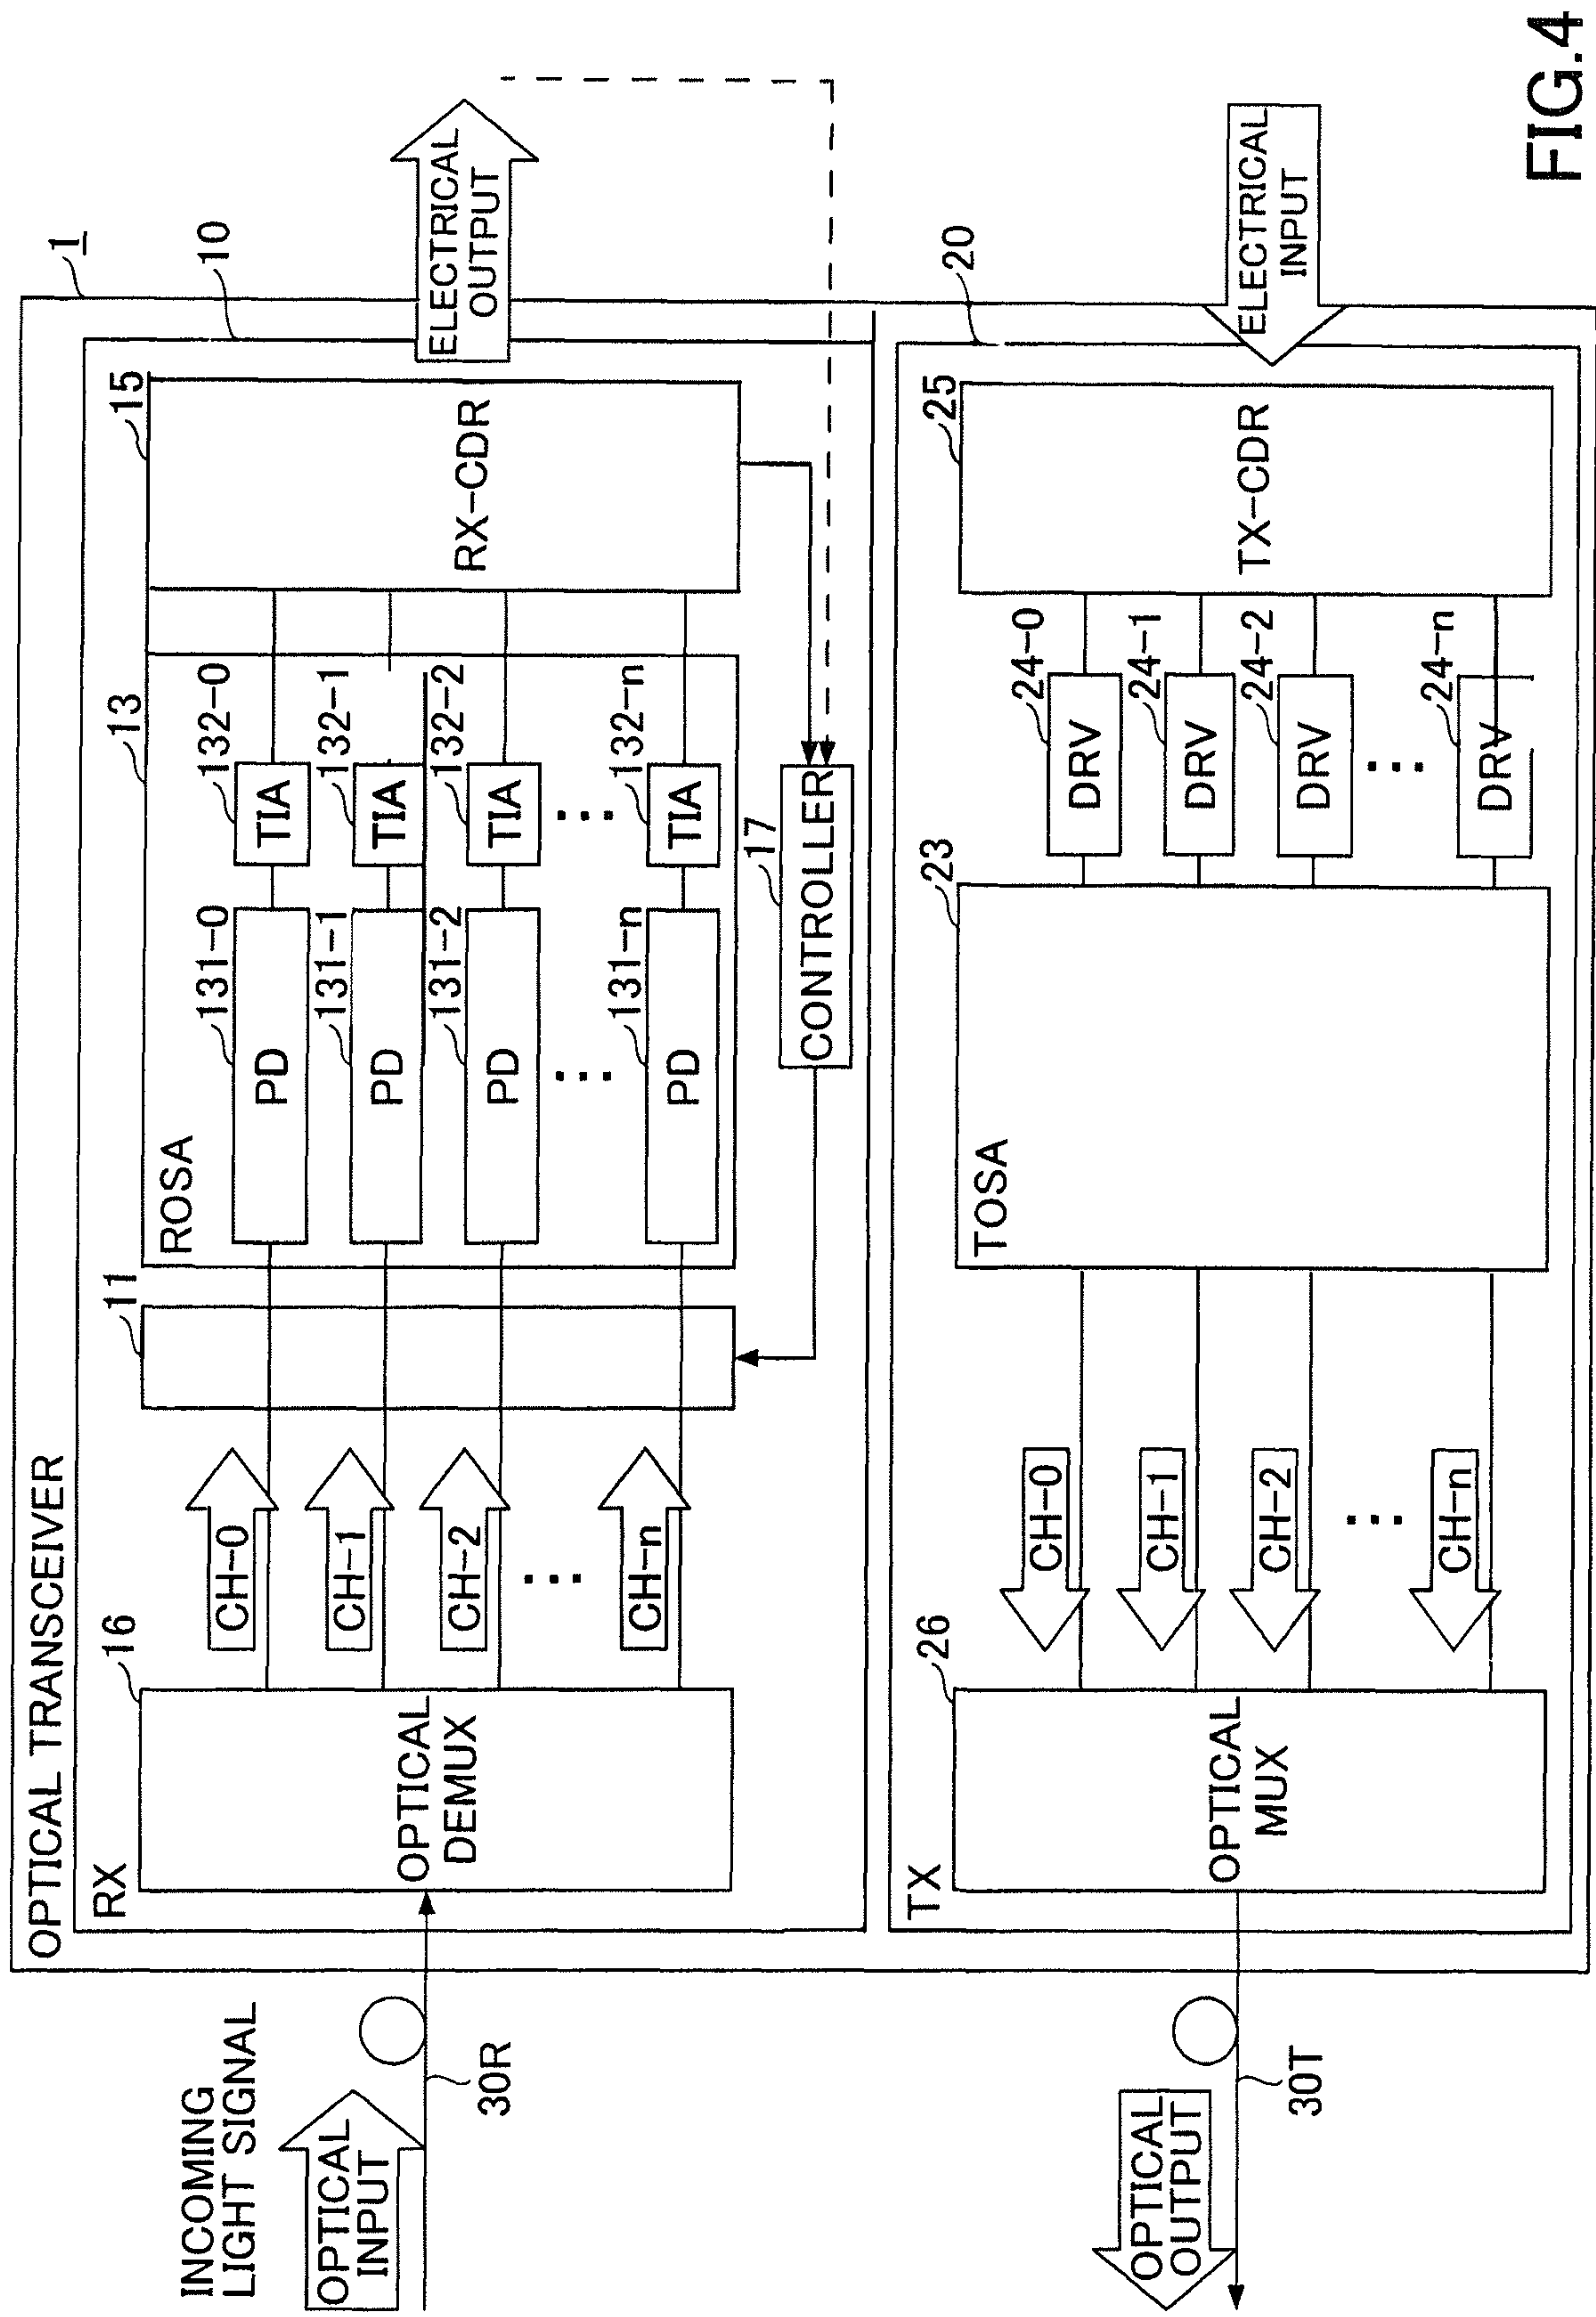 OPTICAL TRANSCEIVER
1
RX
10
INCOMING
LIGHT SIGNAL
OPTICAL
INPUT
30R
16
OPTICAL
DEMUX
CH-0
CH-1
CH-2
CH-n
11
13
ROSA
131-0
PD
131-1
PD
131-2
PD
131-n
PD
132-0
TIA
132-1
TIA
132-2
TIA
132-n
TIA
15
RX-CDR
ELECTRICAL
OUTPUT
17
CONTROLLER
TX
20
OPTICAL
OUTPUT
30T
26
OPTICAL
MUX
CH-0
CH-1
CH-2
CH-n
23
TOSA
24-0
DRV
24-1
DRV
24-2
DRV
24-n
DRV
25
TX-CDR
ELECTRICAL
INPUT
FIG.4